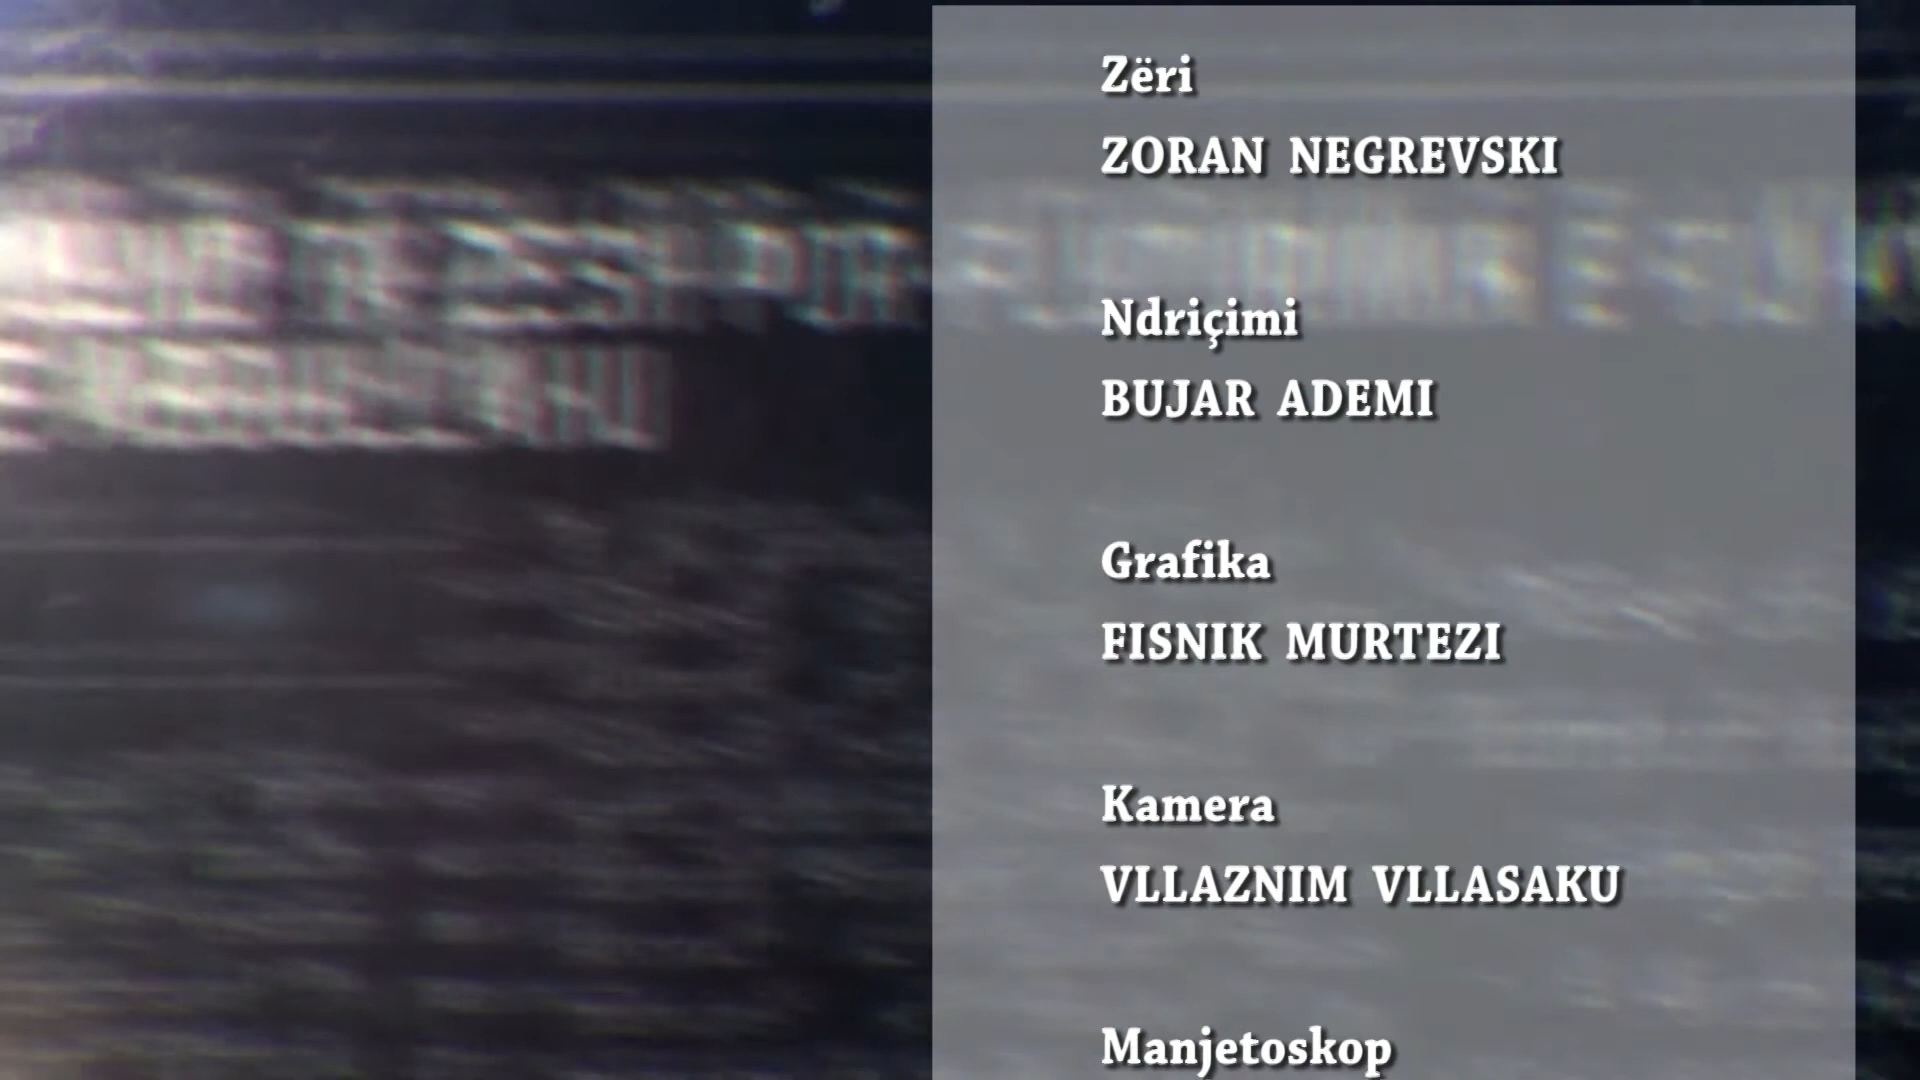 Zëri
ZORAN NEGREVSKI
Ndriçimi
BUJAR ADEMI
Grafika
FISNIK MURTEZI
Kamera
VLLAZNIM VLLASAKU
Manjetoskop